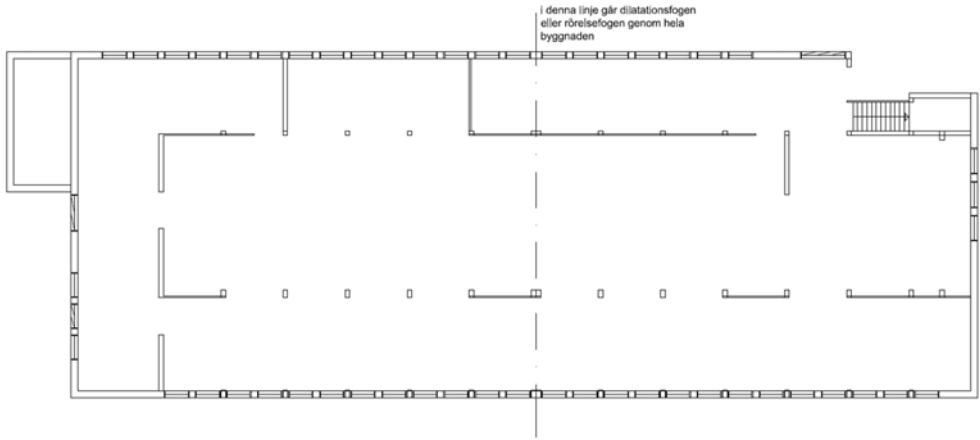 i denna linje går dilatationsfogen
eller rörelsefogen genom hela
byggnaden